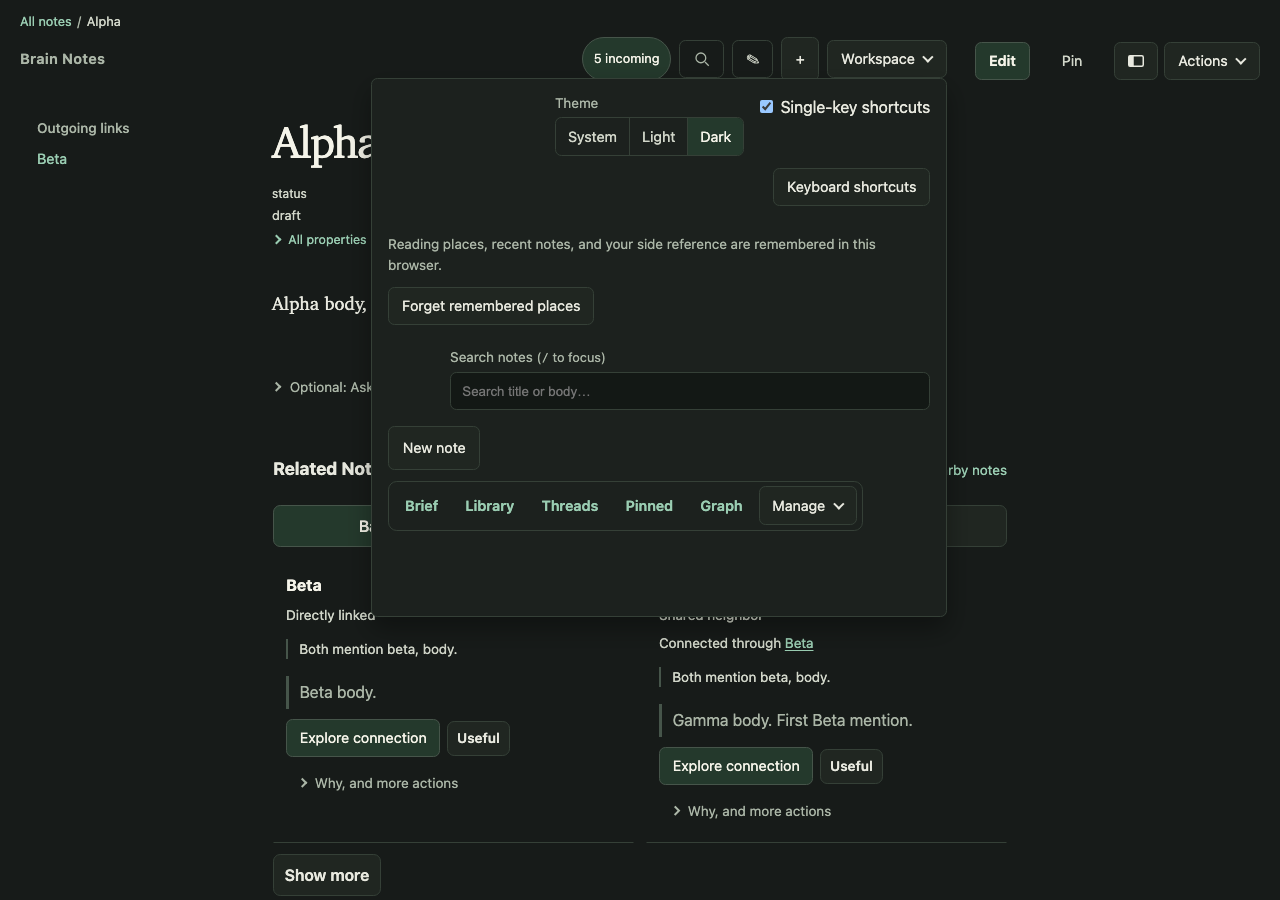 All notes / Alpha
Brain Notes
5 incoming
+
Workspace
Edit
Pin
Actions
Outgoing links
Beta
Alpha
status
draft
All properties
Alpha body,
Optional: Ask
Related Not
rby notes
Theme
System
Light
Dark
Single-key shortcuts
Keyboard shortcuts
Reading places, recent notes, and your side reference are remembered in this
browser.
Forget remembered places
Search notes (/ to focus)
Search title or body…
New note
Brief
Library
Threads
Pinned
Graph
Manage
Beta
Directly linked
Both mention beta, body.
Beta body.
Explore connection
Useful
Why, and more actions
Shared neighbor
Connected through Beta
Both mention beta, body.
Gamma body. First Beta mention.
Explore connection
Useful
Why, and more actions
Show more